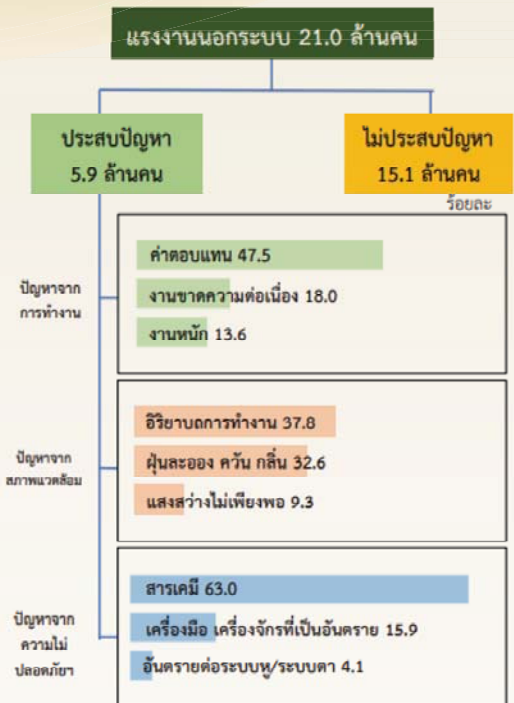 แรงงานนอกระบบ 21.0 ล้านคน
ประสบปัญหา
5.9 ล้านคน
ไม่ประสบปัญหา
15.1 ล้านคน
ร้อยละ
ปัญหาจาก
การทำงาน
ค่าตอบแทน 47.5
งานขาดความต่อเนื่อง 18.0
งานหนัก 13.6
ปัญหาจาก
สภาพแวดล้อม
อิริยาบถการทำงาน 37.8
ฝุ่นละออง ควัน กลิ่น 32.6
แสงสว่างไม่เพียงพอ 9.3
ปัญหาจาก
ความไม่
ปลอดภัยฯ
สารเคมี 63.0
เครื่องมือ เครื่องจักรที่เป็นอันตราย 15.9
อันตรายต่อระบบหู/ระบบตา 4.1